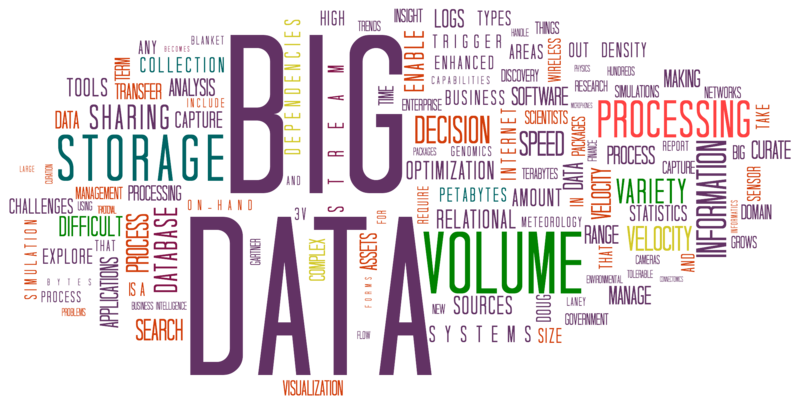 BIG
DATA
STORAGE
VOLUME
PROCESSING
INFORMATION
VARIETY
VELOCITY
DECISION
SHARING
SPEED
SYSTEMS
STREAM
DEPENDENCIES
HIGH
TRENDS
INSIGHT
LOGS
TYPES
HANDLE
THINGS
ANY
BECOMES
BLANKET
COLLECTION
TERM
TOOLS
TRANSFER
ANALYSIS
INCLUDE
DATA
CAPTURE
TIME
ENABLE
TRIGGER
ENHANCED
CAPABILITIES
AREAS
WIRELESS
OUT
DENSITY
DISCOVERY
PHYSICS
HUNDREDS
RESEARCH
SIMULATIONS
MAKING
NETWORKS
ENTERPRISE
BUSINESS
SOFTWARE
MICROPHONES
SCIENTISTS
PACKAGES
TAKE
INTERNET
PACKAGES
GENOMICS
FINANCE
PROCESS
REPORT
CAPTURE
BIG
CURATE
OPTIMIZATION
TERABYTES
IN
DATA
LARGE
CURATION
MANAGEMENT
PROCESSING
AND
PETABYTES
AMOUNT
VELOCITY
SENSOR
CHALLENGES
USING
ON-HAND
3V
REQUIRE
RELATIONAL
METEOROLOGY
STATISTICS
DOMAIN
INFORMATICS
DIFFICULT
THAT
PROCESS
DATABASE
FOR
RANGE
VELOCITY
GROWS
SIMULATION
EXPLORE
GARTNER
COMPLEX
ASSETS
THAT
CAMERAS
AND
BYTES
IS A
APPLICATIONS
FORMS
ENVIRONMENTAL
TOLERABLE
CONNECTOMICS
PROCESS
PROBLEMS
BUSINESS INTELLIGENCE
NEW
SOURCES
DOUG
LANEY
MANAGE
SEARCH
FLOW
SIZE
GOVERNMENT
VISUALIZATION